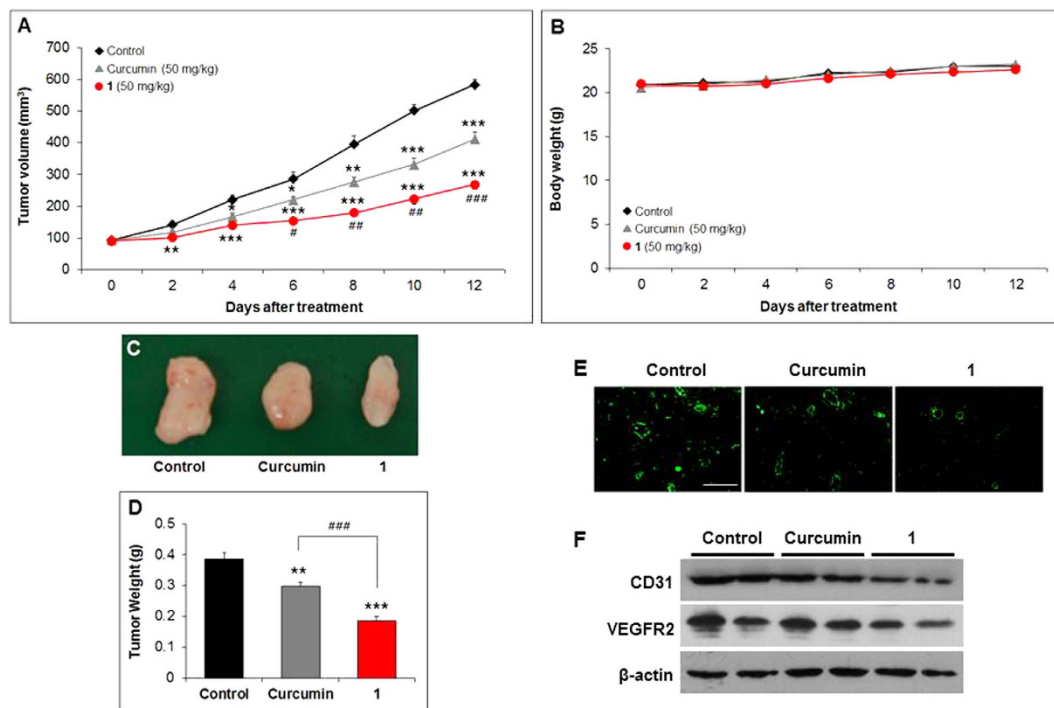 A
Control
Curcumin (50 mg/kg)
1 (50 mg/kg)
Tumor volume (mm³)
700
600
500
400
300
200
100
0
*
*
**
***
***
**
***
***
***
***
***
***
#
##
##
###
0 2 4 6 8 10 12
Days after treatment
B
Control
Curcumin (50 mg/kg)
1 (50 mg/kg)
Body weight (g)
25
20
15
10
5
0
0 2 4 6 8 10 12
Days after treatment
C
Control Curcumin 1
D
Tumor Weight (g)
0.4
0.3
0.2
0.1
0
###
**
***
Control Curcumin 1
E
Control Curcumin 1
F
Control Curcumin 1
CD31
VEGFR2
β-actin